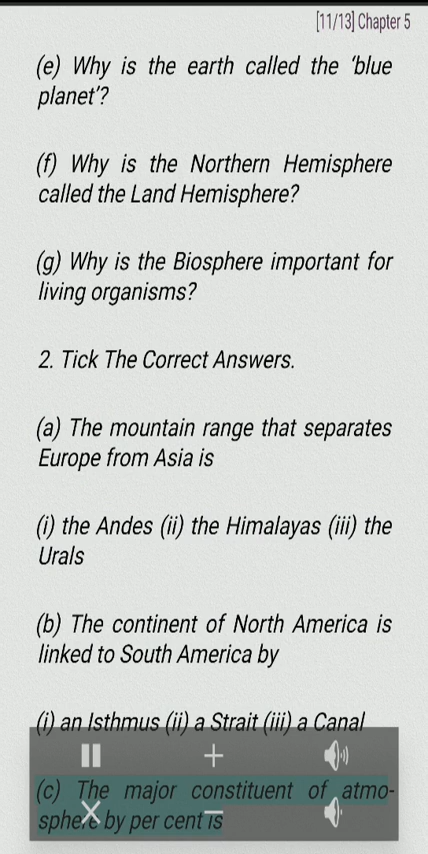 [11/13] Chapter 5
(e) Why is the earth called the ‘blue
planet’?
(f) Why is the Northern Hemisphere
called the Land Hemisphere?
(g) Why is the Biosphere important for
living organisms?
2. Tick The Correct Answers.
(a) The mountain range that separates
Europe from Asia is
(i) the Andes (ii) the Himalayas (iii) the
Urals
(b) The continent of North America is
linked to South America by
(i) an Isthmus (ii) a Strait (iii) a Canal
(c) The major constituent of atmo-
sphere by per cent is